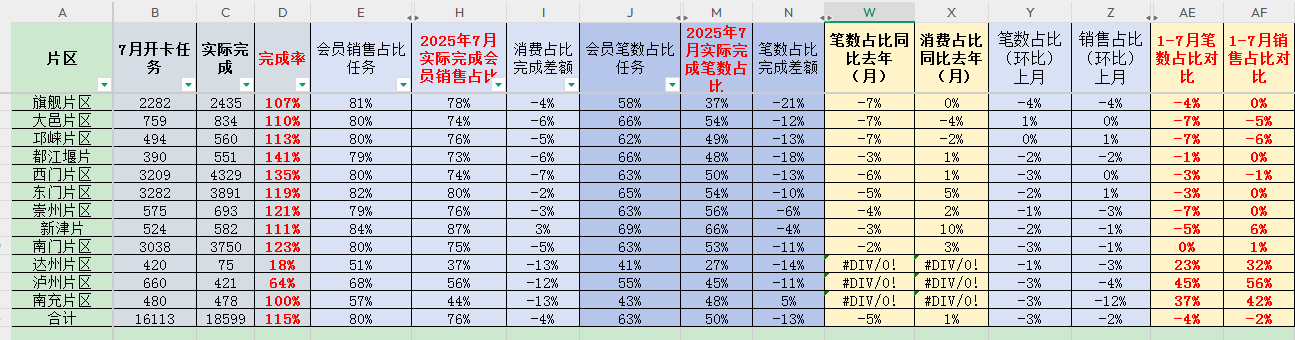 A B C D E H I J M N W X Y Z AE AF
片区 7月开卡任务 实际完成 完成率 会员销售占比任务 2025年7月实际完成会员销售占比 消费占比完成差额 会员笔数占比任务 2025年7月实际完成笔数占比 笔数占比完成差额 笔数占比同比去年（月） 消费占比同比去年（月） 笔数占比（环比）上月 销售占比（环比）上月 1-7月笔数占比对比 1-7月销售占比对比
旗舰片区 2282 2435 107% 81% 78% -4% 58% 37% -21% -7% 0% -4% -4% -4% 0%
大邑片区 759 834 110% 80% 74% -6% 66% 54% -12% -7% -4% 1% 0% -7% -5%
邛崃片区 494 560 113% 80% 76% -5% 62% 49% -13% -7% -2% 0% 1% -7% -6%
都江堰片 390 551 141% 79% 73% -6% 66% 48% -18% -3% 1% -2% -2% -1% 0%
西门片区 3209 4329 135% 80% 74% -7% 63% 50% -13% -6% 1% -3% 0% -3% -1%
东门片区 3282 3891 119% 82% 80% -2% 65% 54% -10% -5% 5% -2% 1% -3% 0%
崇州片区 575 693 121% 79% 76% -3% 63% 56% -6% -4% 2% -1% -3% -7% 0%
新津片 524 582 111% 84% 87% 3% 69% 66% -4% -3% 10% -2% -1% -5% 6%
南门片区 3038 3750 123% 80% 75% -5% 63% 53% -11% -2% 3% -3% -1% 0% 1%
达州片区 420 75 18% 51% 37% -13% 41% 27% -14% #DIV/0! #DIV/0! -1% -3% 23% 32%
泸州片区 660 421 64% 68% 56% -12% 55% 45% -11% #DIV/0! #DIV/0! -3% -4% 45% 56%
南充片区 480 478 100% 57% 44% -13% 43% 48% 5% #DIV/0! #DIV/0! -3% -12% 37% 42%
合计 16113 18599 115% 80% 76% -4% 63% 50% -13% -5% 1% -3% -2% -4% -2%